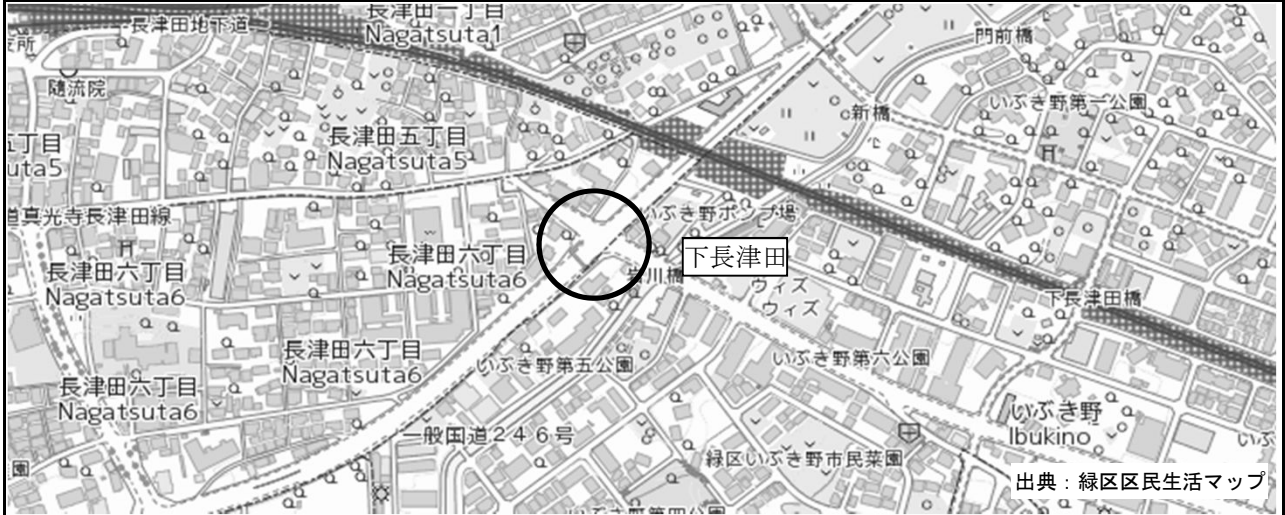 長津田一丁目
Nagatsuta1
長津田地下道
所
随流院
門前橋
新橋
いぶき野第一公園
丁目
uta5
長津田五丁目
Nagatsuta5
道真光寺長津田線
いぶき野ポンプ場
下長津田
川橋
長津田六丁目
Nagatsuta6
長津田六丁目
Nagatsuta6
ウィズ
ウィズ
下長津田橋
長津田六丁目
Nagatsuta6
いぶき野第五公園
いぶき野第六公園
長津田六丁目
Nagatsuta6
いぶき野
Ibukino
一般国道246号
緑区いぶき野市民菜園
園
出典：緑区区民生活マップ